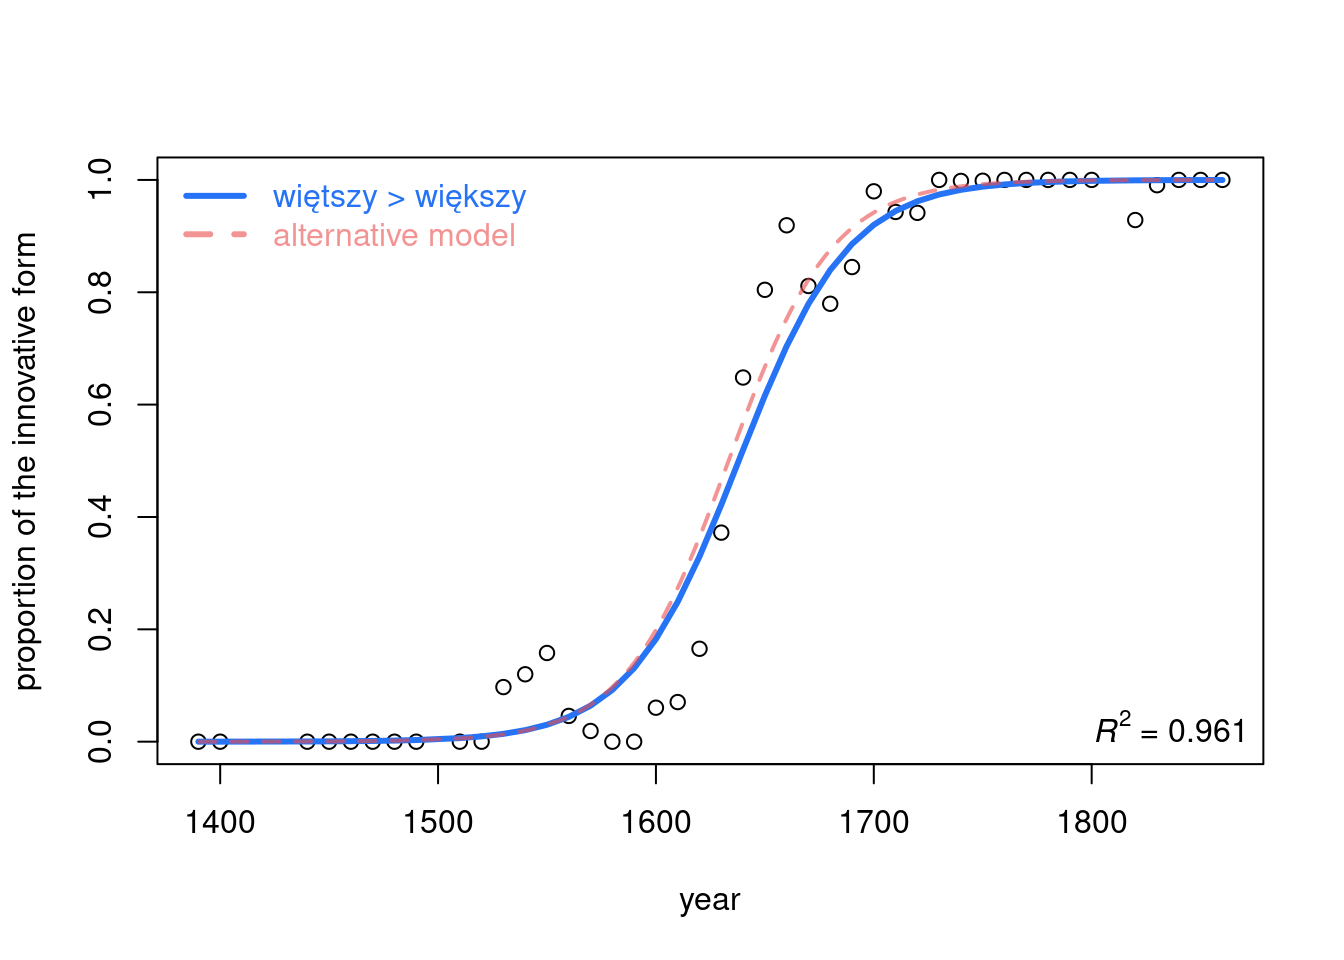 więtszy > większy
alternative model
proportion of the innovative form
1.0
0.8
0.6
0.4
0.2
0.0
R² = 0.961
1400 1500 1600 1700 1800
year